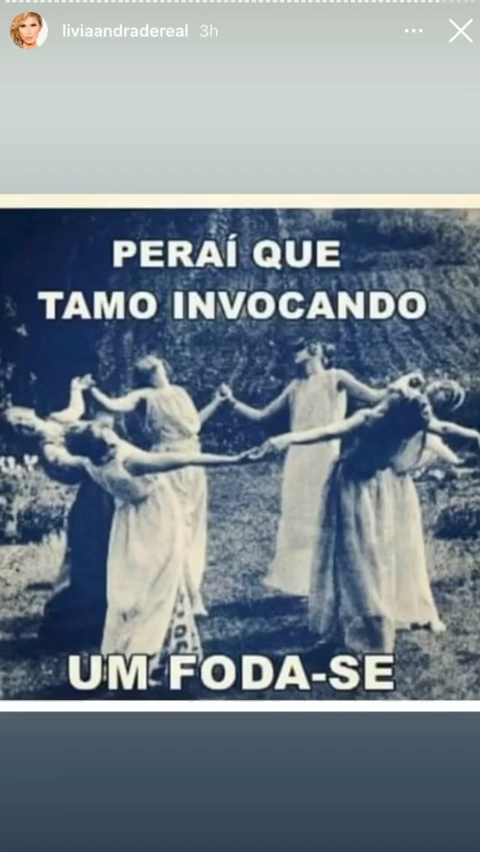 liviaandradereal 3h
PERAÍ QUE
TAMO INVOCANDO
UM FODA-SE